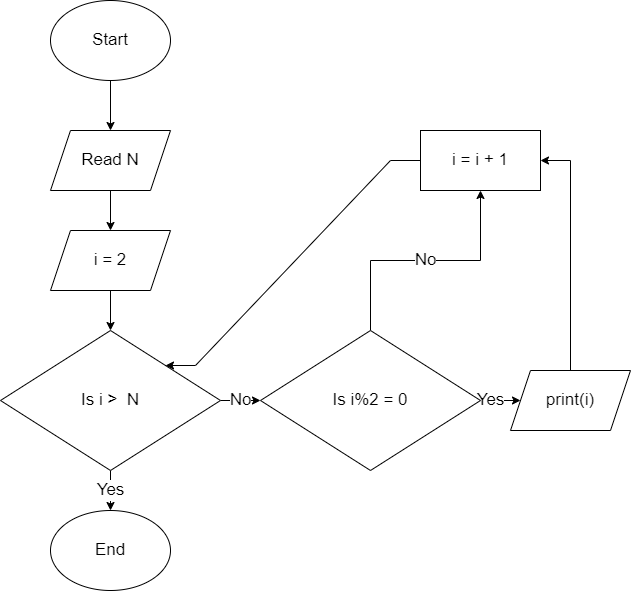 Start
Read N
i = i + 1
i = 2
No
Is i > N
No
Is i%2 = 0
Yes
print(i)
Yes
End